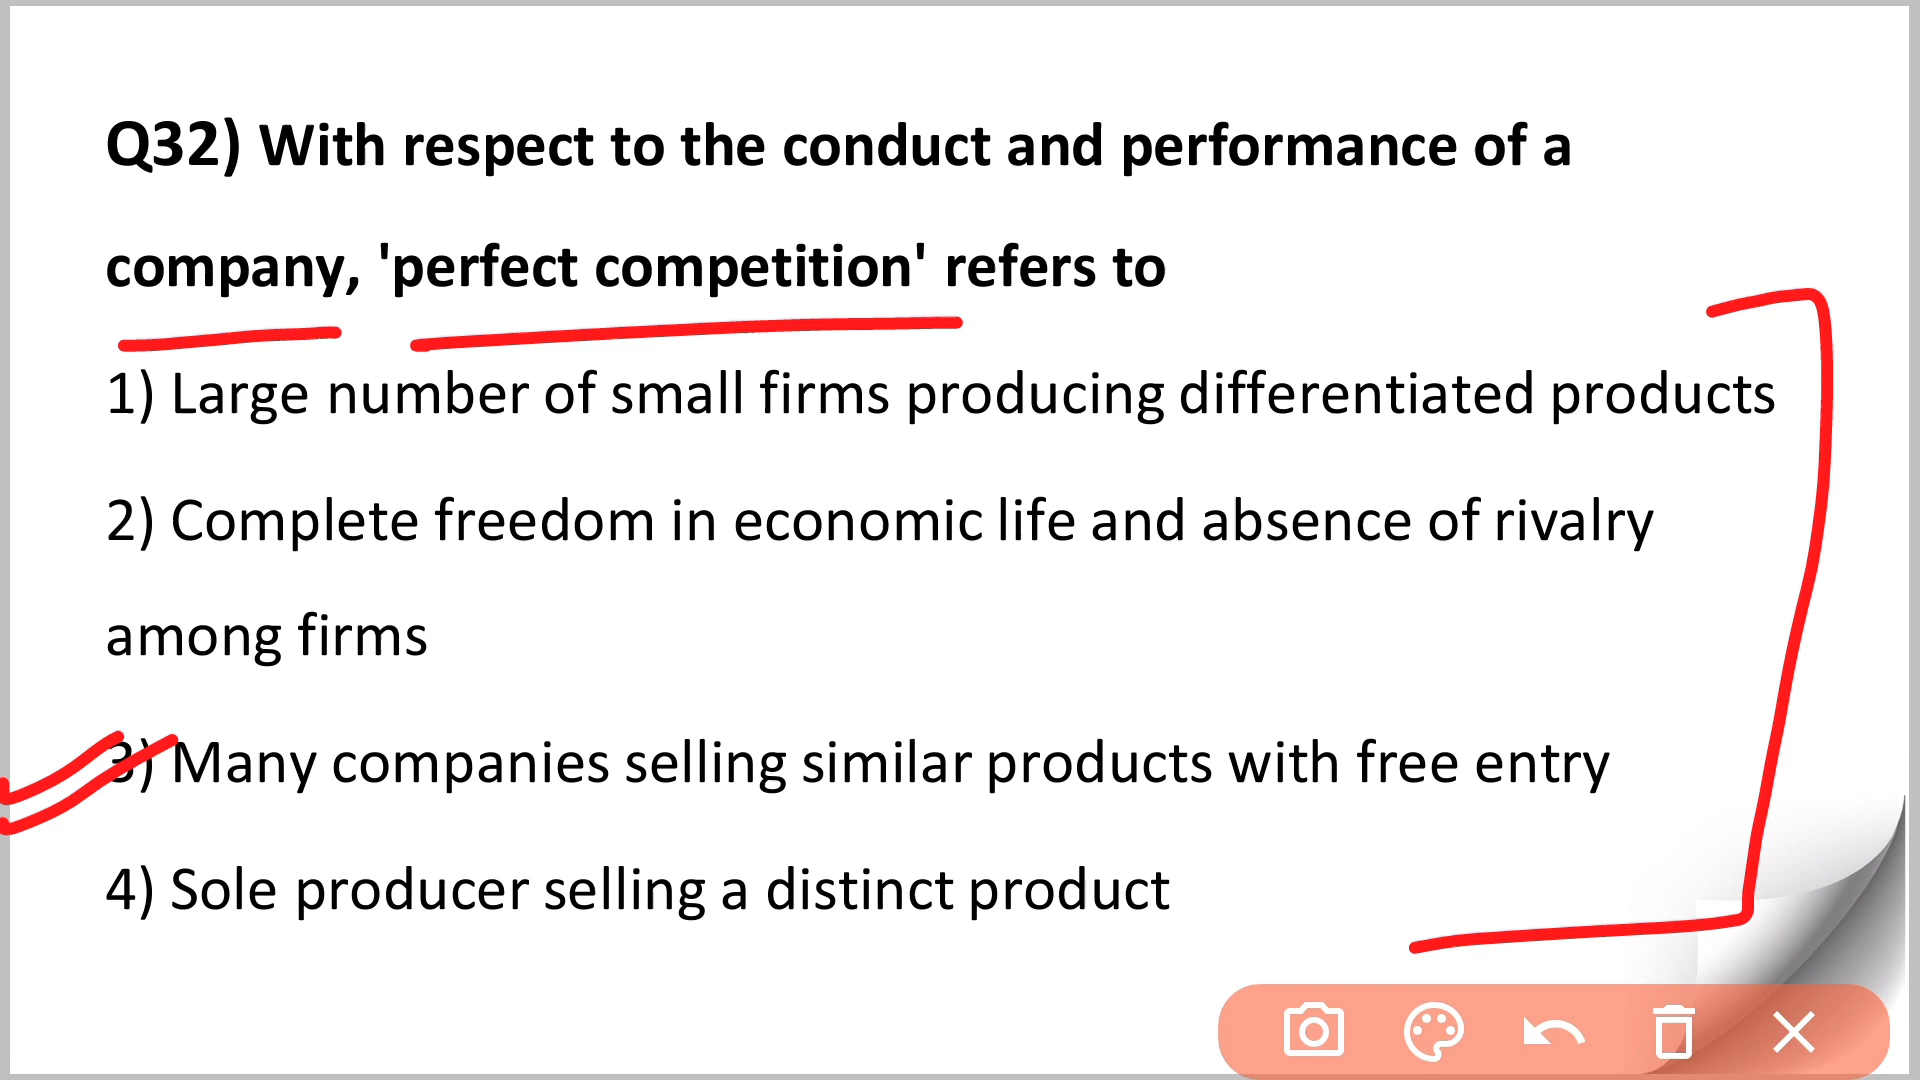 Q32) With respect to the conduct and performance of a
company, 'perfect competition' refers to
1) Large number of small firms producing differentiated products
2) Complete freedom in economic life and absence of rivalry
among firms
3) Many companies selling similar products with free entry
4) Sole producer selling a distinct product